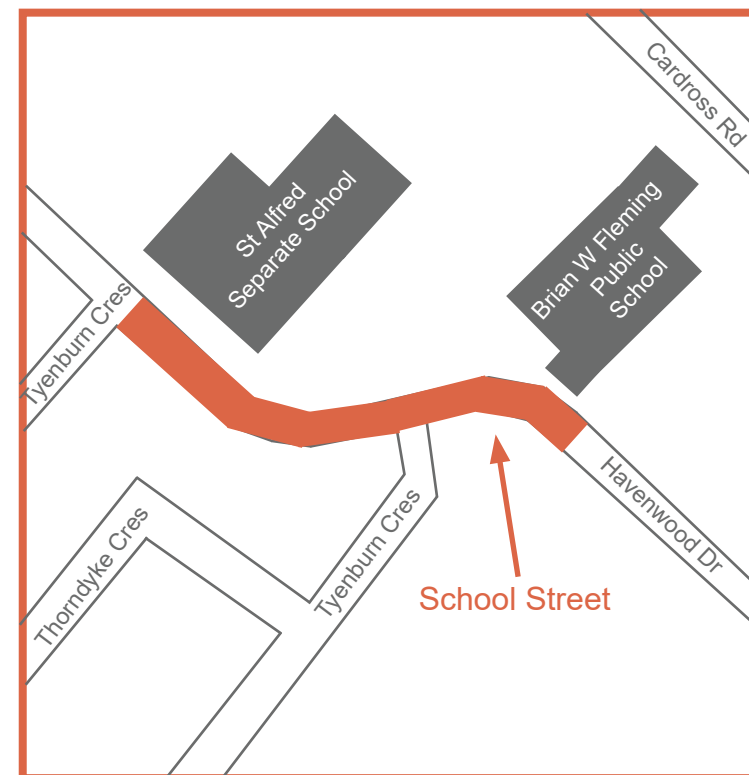 Cardross Rd
St Alfred
Separate School
Brian W Fleming
Public
School
Tyenburn Cres
Havenwood Dr
Thorndyke Cres
Tyenburn Cres
School Street